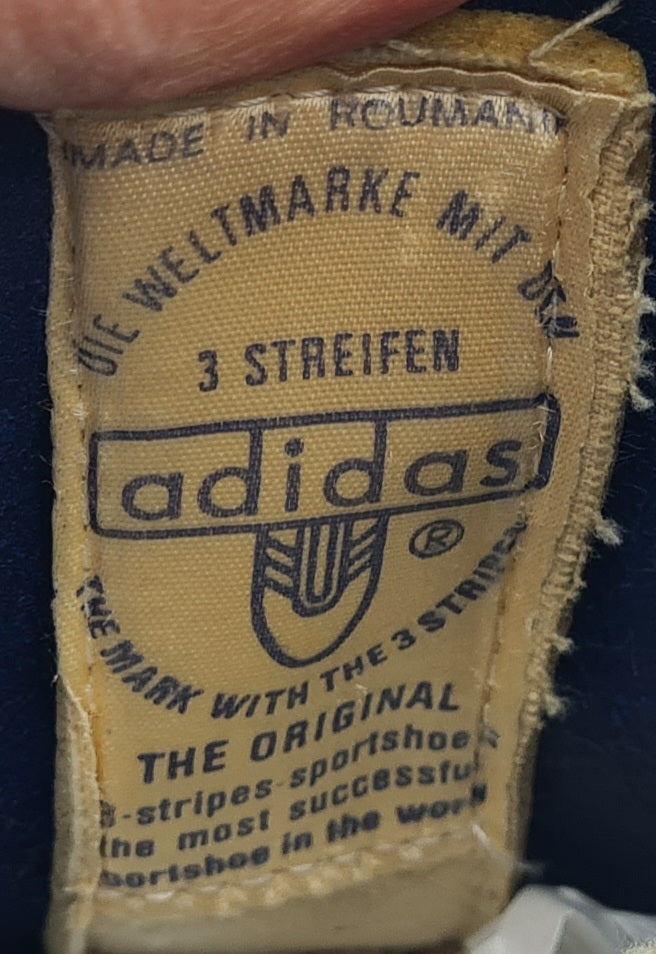 MADE IN ROUMANIE
DIE WELTMARKE MIT DEN
3 STREIFEN
adidas
®
THE MARK WITH THE 3 STRIPES
THE ORIGINAL
3-stripes-sportshoe
the most successful
sportshoe in the world